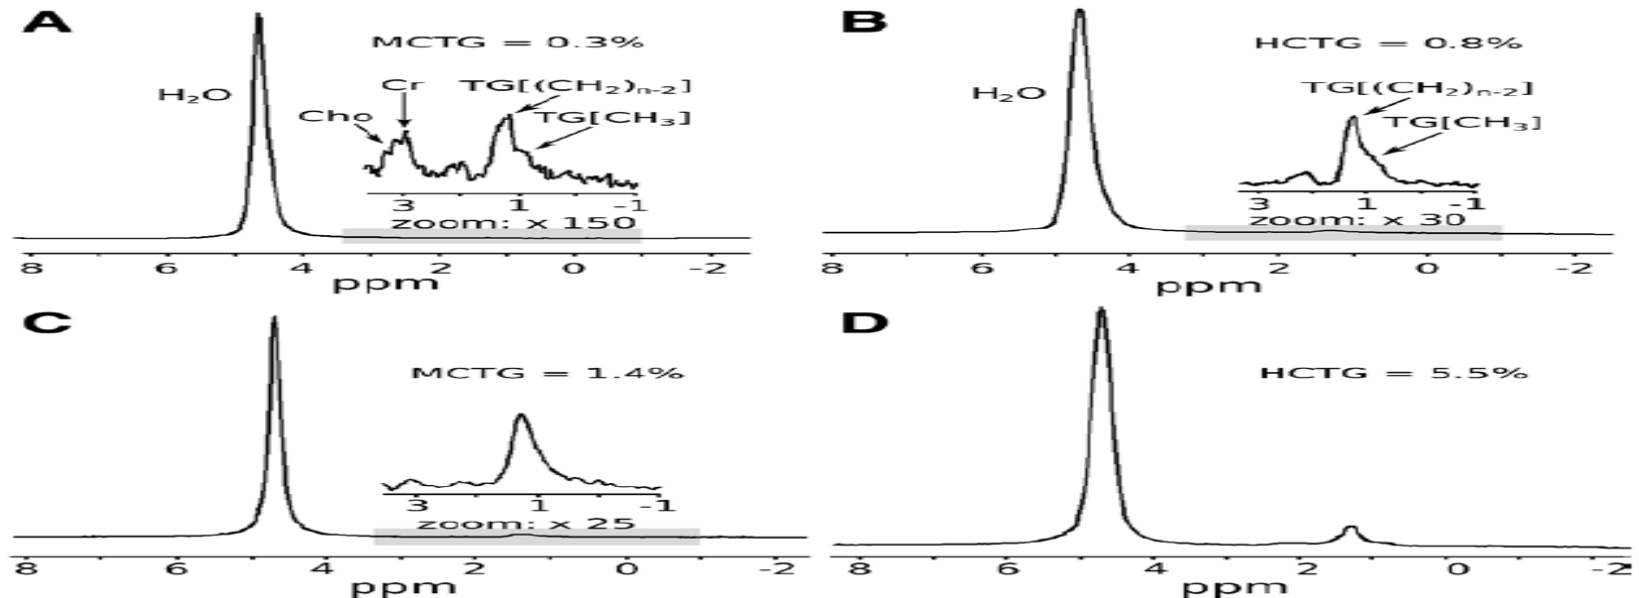 A
MCTG = 0.3%
H₂O
Cr
TG[(CH₂)ₙ₋₂]
Cho
TG[CH₃]
3 1 -1
zoom: x 150
8 6 4 2 0 -2
ppm
B
HCTG = 0.8%
H₂O
TG[(CH₂)ₙ₋₂]
TG[CH₃]
3 1 -1
zoom: x 30
8 6 4 2 0 -2
ppm
C
MCTG = 1.4%
3 1 -1
zoom: x 25
8 6 4 2 0 -2
ppm
D
HCTG = 5.5%
8 6 4 2 0 -2
ppm